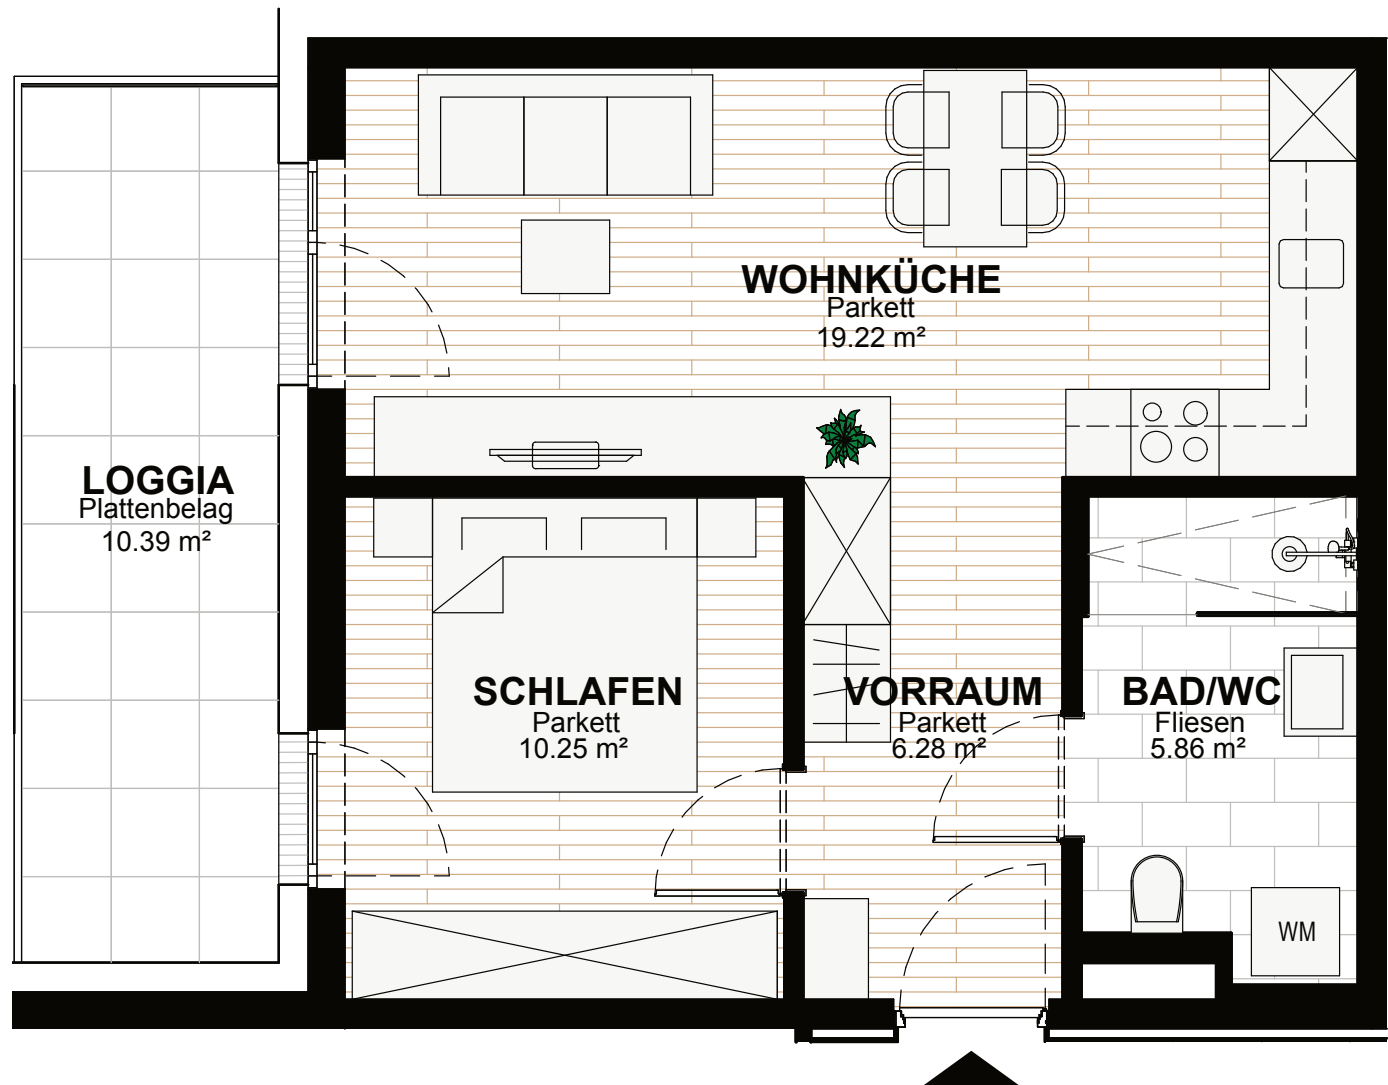 WOHNKÜCHE
Parkett
19.22 m²
LOGGIA
Plattenbelag
10.39 m²
SCHLAFEN
Parkett
10.25 m²
VORRAUM
Parkett
6.28 m²
BAD/WC
Fliesen
5.86 m²
WM